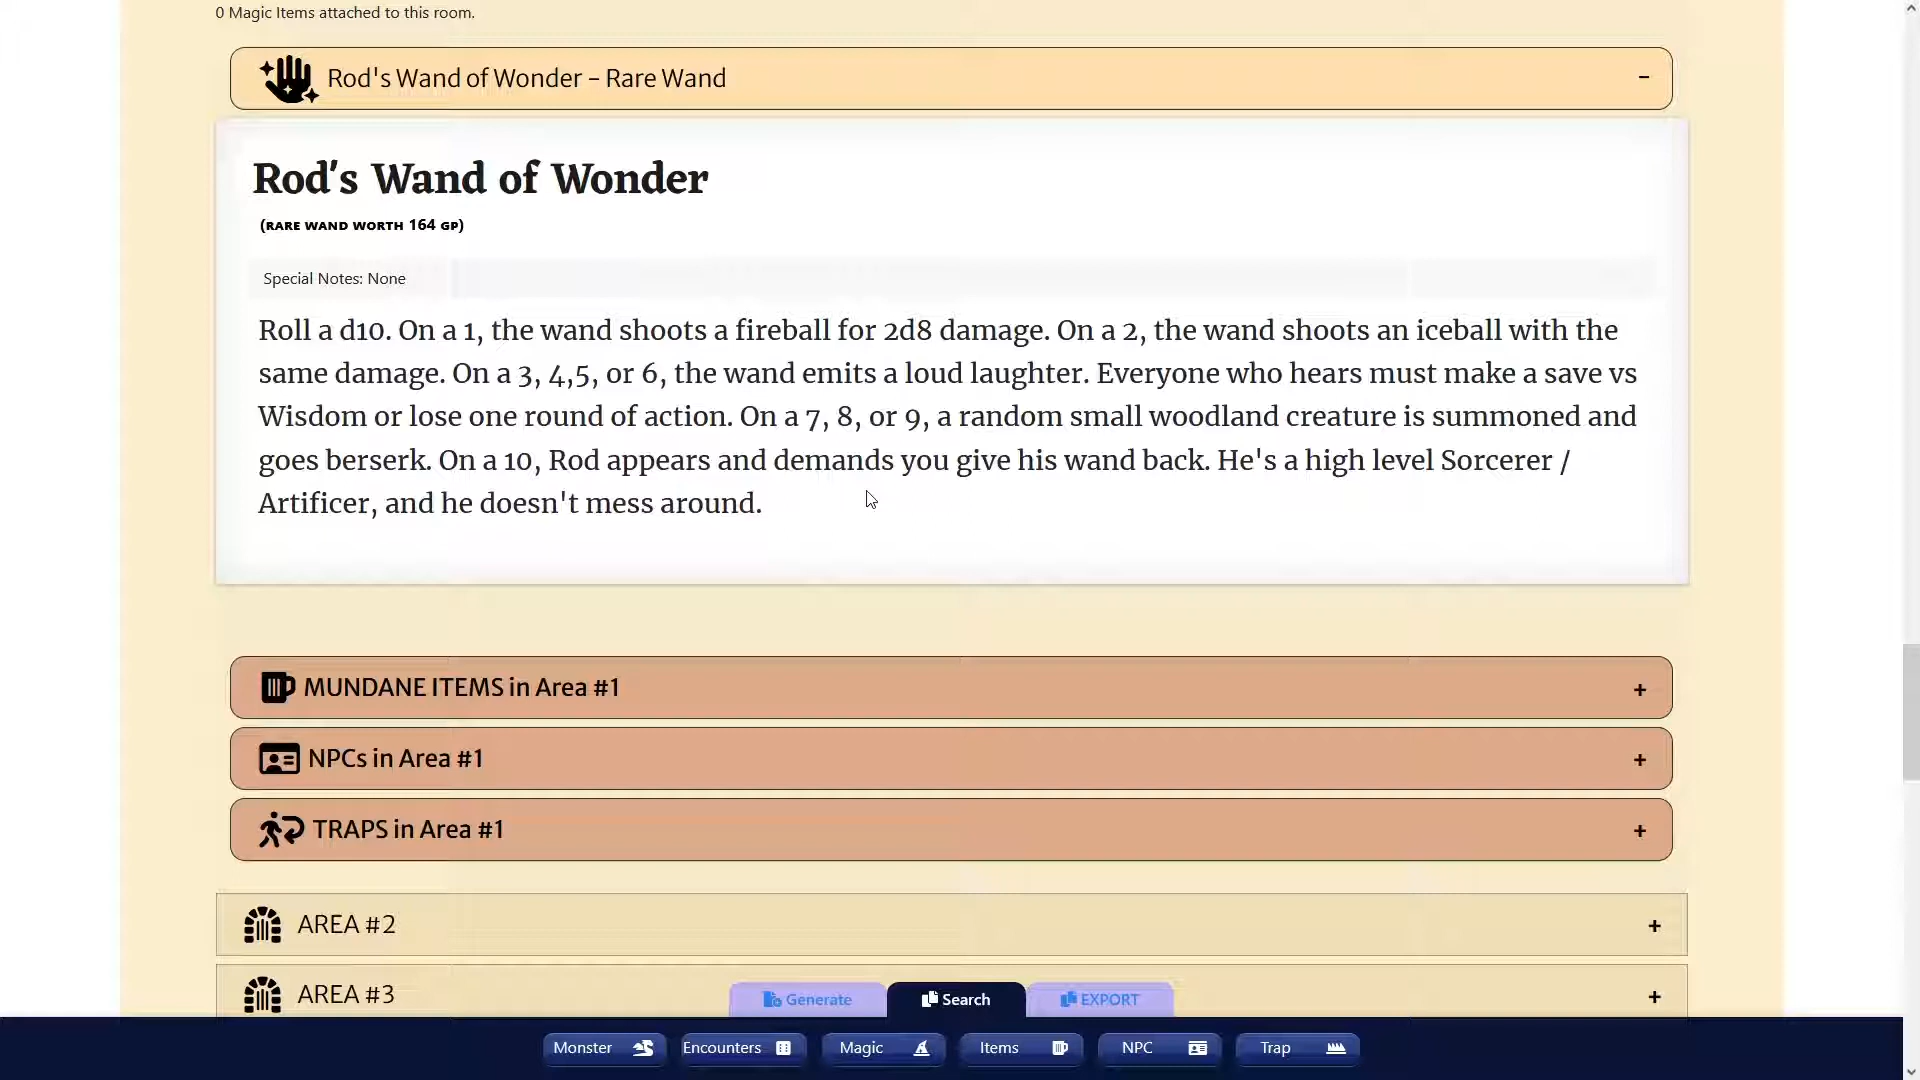 0 Magic Items attached to this room.
Rod's Wand of Wonder – Rare Wand
–
Rod's Wand of Wonder
(RARE WAND WORTH 164 GP)
Special Notes: None
Roll a d10. On a 1, the wand shoots a fireball for 2d8 damage. On a 2, the wand shoots an iceball with the
same damage. On a 3, 4,5, or 6, the wand emits a loud laughter. Everyone who hears must make a save vs
Wisdom or lose one round of action. On a 7, 8, or 9, a random small woodland creature is summoned and
goes berserk. On a 10, Rod appears and demands you give his wand back. He's a high level Sorcerer /
Artificer, and he doesn't mess around.
MUNDANE ITEMS in Area #1
+
NPCs in Area #1
+
TRAPS in Area #1
+
AREA #2
+
AREA #3
+
Generate
Search
EXPORT
Monster
Encounters
Magic
Items
NPC
Trap